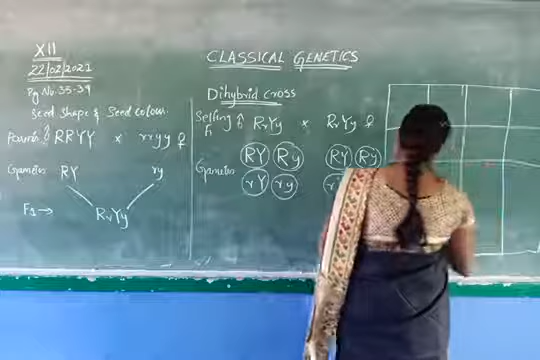 XII
22/02/2021
Pg No. 35-39
CLASSICAL GENETICS
Seed Shape & Seed colour.
Parents ♂ RRYY × rryy ♀
Gametes RY ry
F1 → RrYy
Dihybrid Cross
Selfing F1 ♂ RrYy × RrYy ♀
Gametes RY Ry RY Ry
rY ry